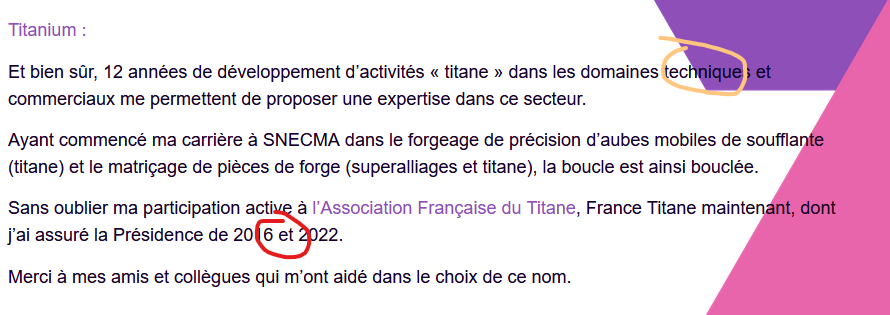 Titanium :
Et bien sûr, 12 années de développement d’activités « titane » dans les domaines techniques et
commerciaux me permettent de proposer une expertise dans ce secteur.
Ayant commencé ma carrière à SNECMA dans le forgeage de précision d’aubes mobiles de soufflante
(titane) et le matriçage de pièces de forge (superalliages et titane), la boucle est ainsi bouclée.
Sans oublier ma participation active à l’Association Française du Titane, France Titane maintenant, dont
j’ai assuré la Présidence de 2016 et 2022.
Merci à mes amis et collègues qui m’ont aidé dans le choix de ce nom.